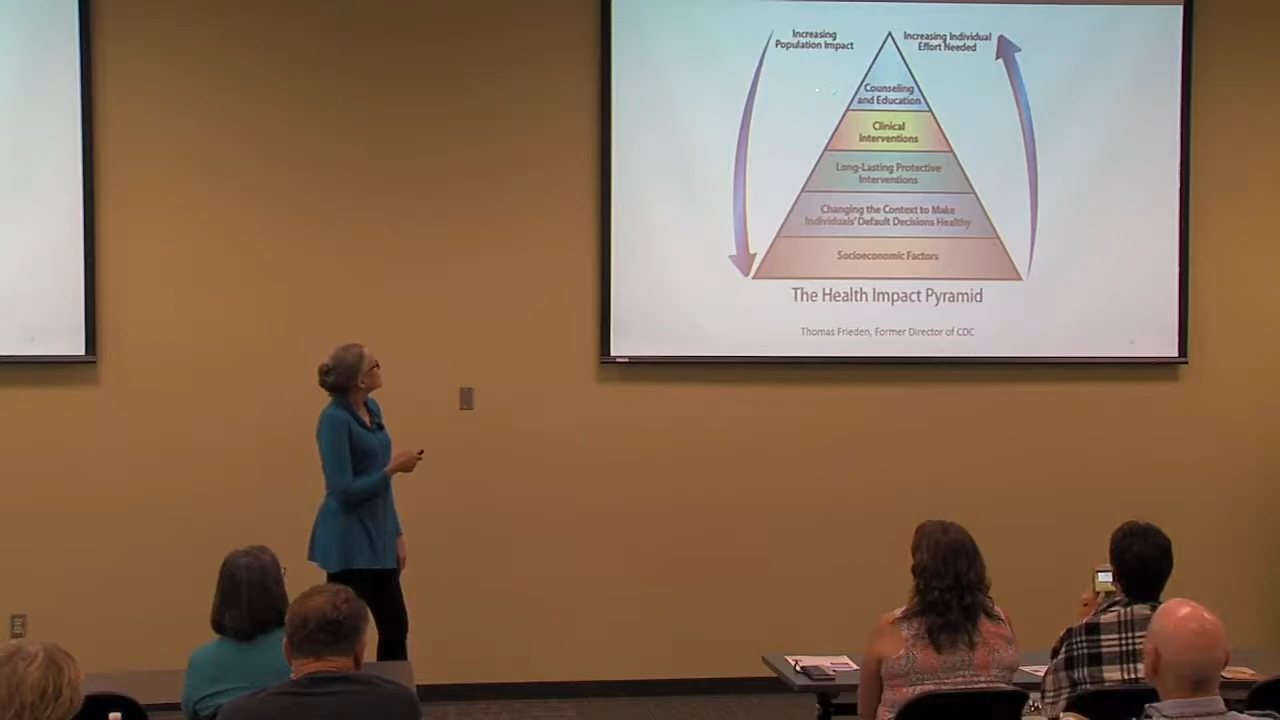 Increasing
Population Impact
Increasing Individual
Effort Needed
Counseling
and Education
Clinical
Interventions
Long-Lasting Protective
Interventions
Changing the Context to Make
Individuals' Default Decisions Healthy
Socioeconomic Factors
The Health Impact Pyramid
Thomas Frieden, Former Director of CDC